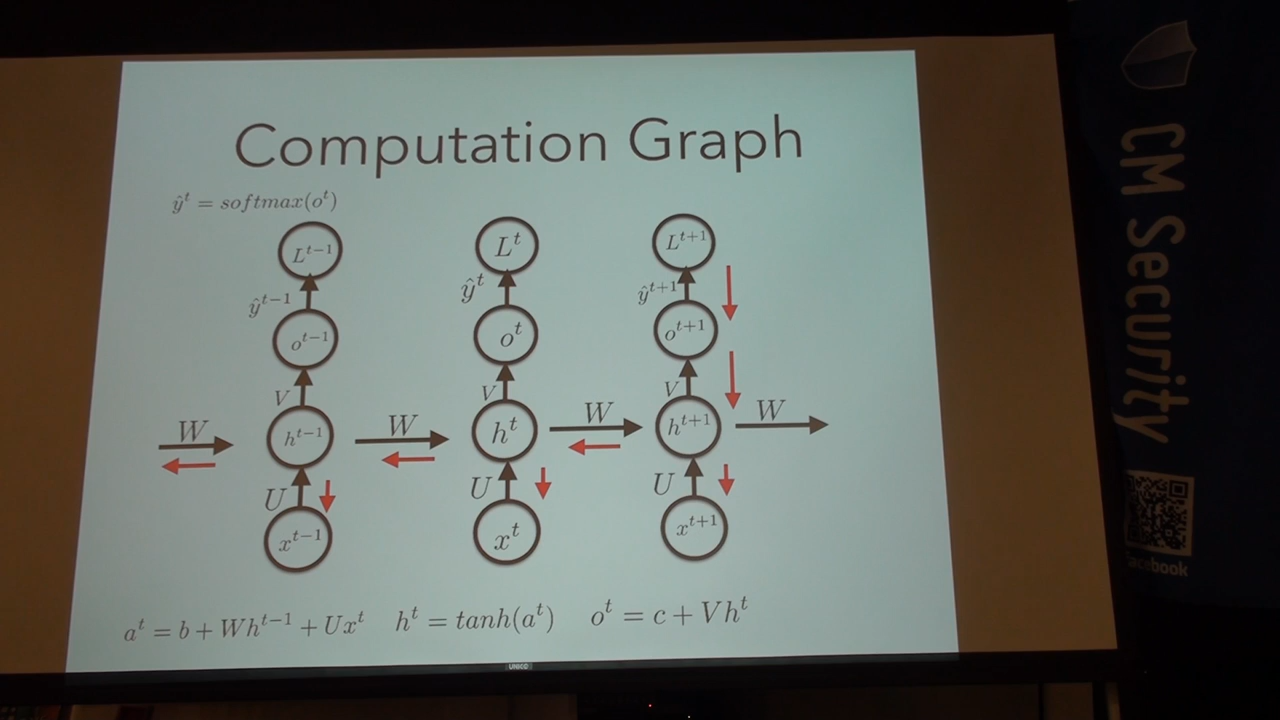 Computation Graph
ŷ^t = softmax(o^t)
L^{t-1}
L^t
L^{t+1}
ŷ^{t-1}
ŷ^t
ŷ^{t+1}
o^{t-1}
o^t
o^{t+1}
V
V
V
W
h^{t-1}
W
h^t
W
h^{t+1}
W
U
U
U
x^{t-1}
x^t
x^{t+1}
a^t = b + Wh^{t-1} + Ux^t
h^t = tanh(a^t)
o^t = c + Vh^t
UNICO
CM Security
facebook